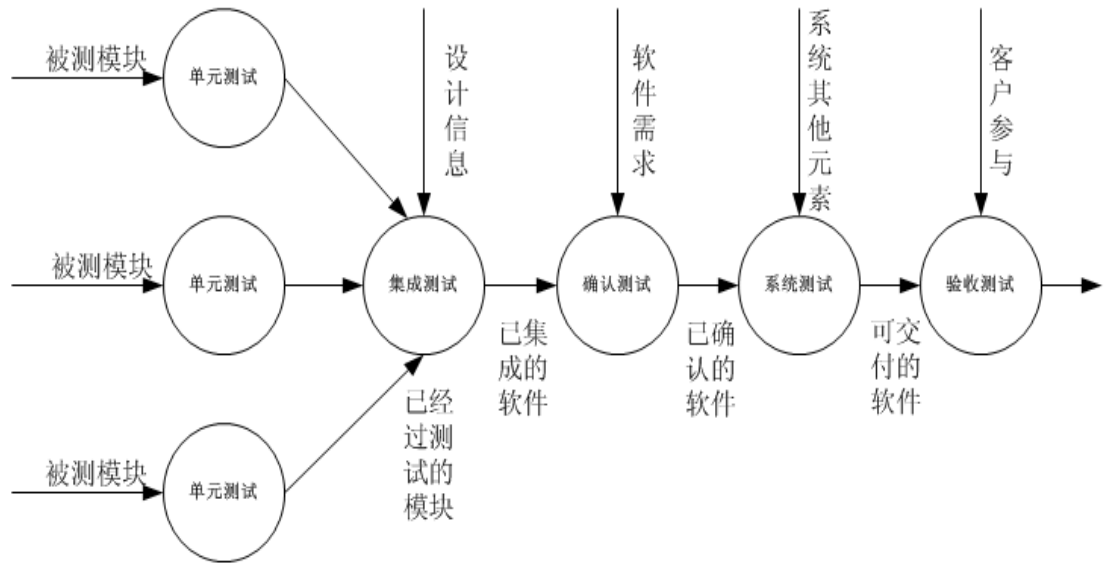 被测模块
单元测试
设计信息
软件需求
系统其他元素
客户参与
被测模块
单元测试
集成测试
确认测试
系统测试
验收测试
已集
成的
软件
已确
认的
软件
可交
付的
软件
已经
过测
试的
模块
被测模块
单元测试